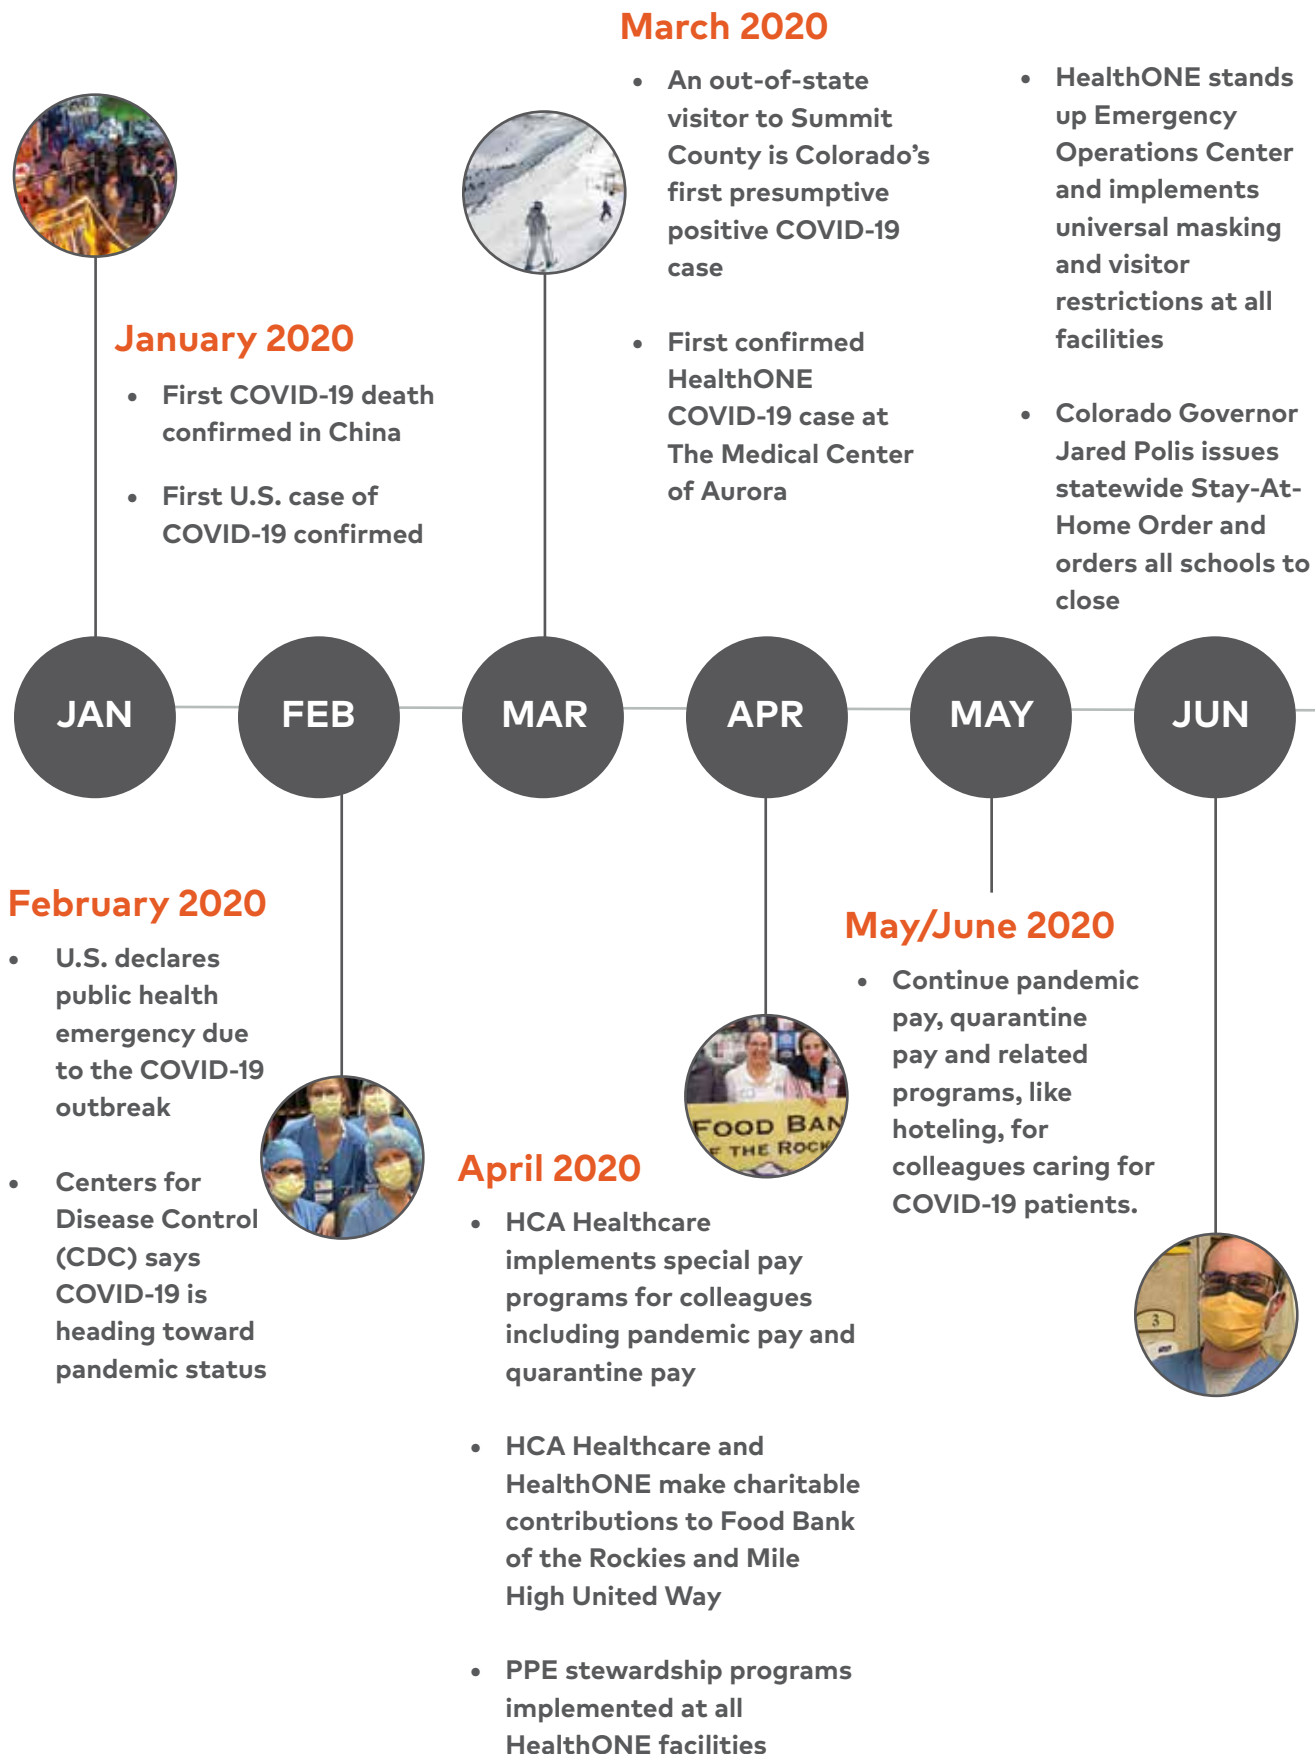 March 2020
• An out-of-state
visitor to Summit
County is Colorado’s
first presumptive
positive COVID-19
case
• First confirmed
HealthONE
COVID-19 case at
The Medical Center
of Aurora
• HealthONE stands
up Emergency
Operations Center
and implements
universal masking
and visitor
restrictions at all
facilities
• Colorado Governor
Jared Polis issues
statewide Stay-At-
Home Order and
orders all schools to
close
January 2020
• First COVID-19 death
confirmed in China
• First U.S. case of
COVID-19 confirmed
JAN
FEB
MAR
APR
MAY
JUN
February 2020
• U.S. declares
public health
emergency due
to the COVID-19
outbreak
• Centers for
Disease Control
(CDC) says
COVID-19 is
heading toward
pandemic status
April 2020
• HCA Healthcare
implements special pay
programs for colleagues
including pandemic pay and
quarantine pay
• HCA Healthcare and
HealthONE make charitable
contributions to Food Bank
of the Rockies and Mile
High United Way
• PPE stewardship programs
implemented at all
HealthONE facilities
FOOD BAN
F THE ROCK
May/June 2020
• Continue pandemic
pay, quarantine
pay and related
programs, like
hoteling, for
colleagues caring for
COVID-19 patients.
3